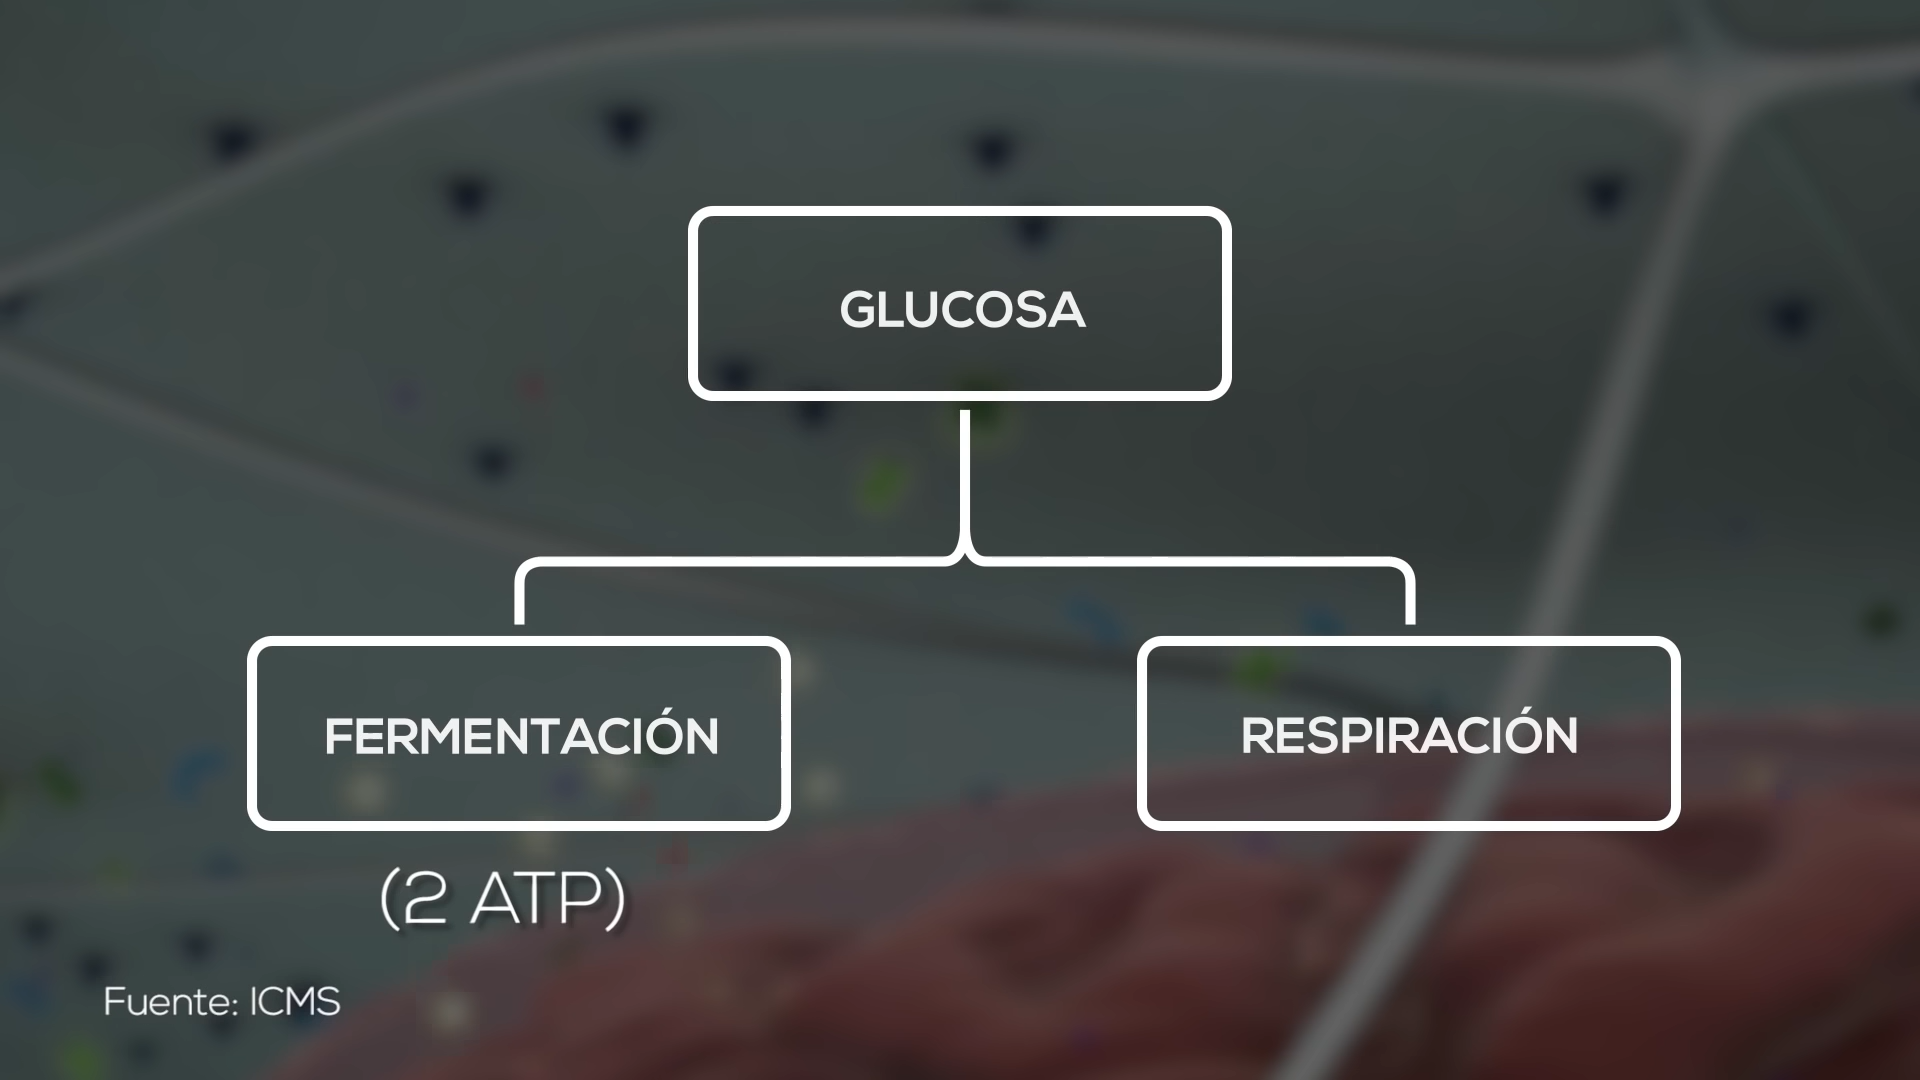 GLUCOSA
FERMENTACIÓN
RESPIRACIÓN
(2 ATP)
Fuente: ICMS